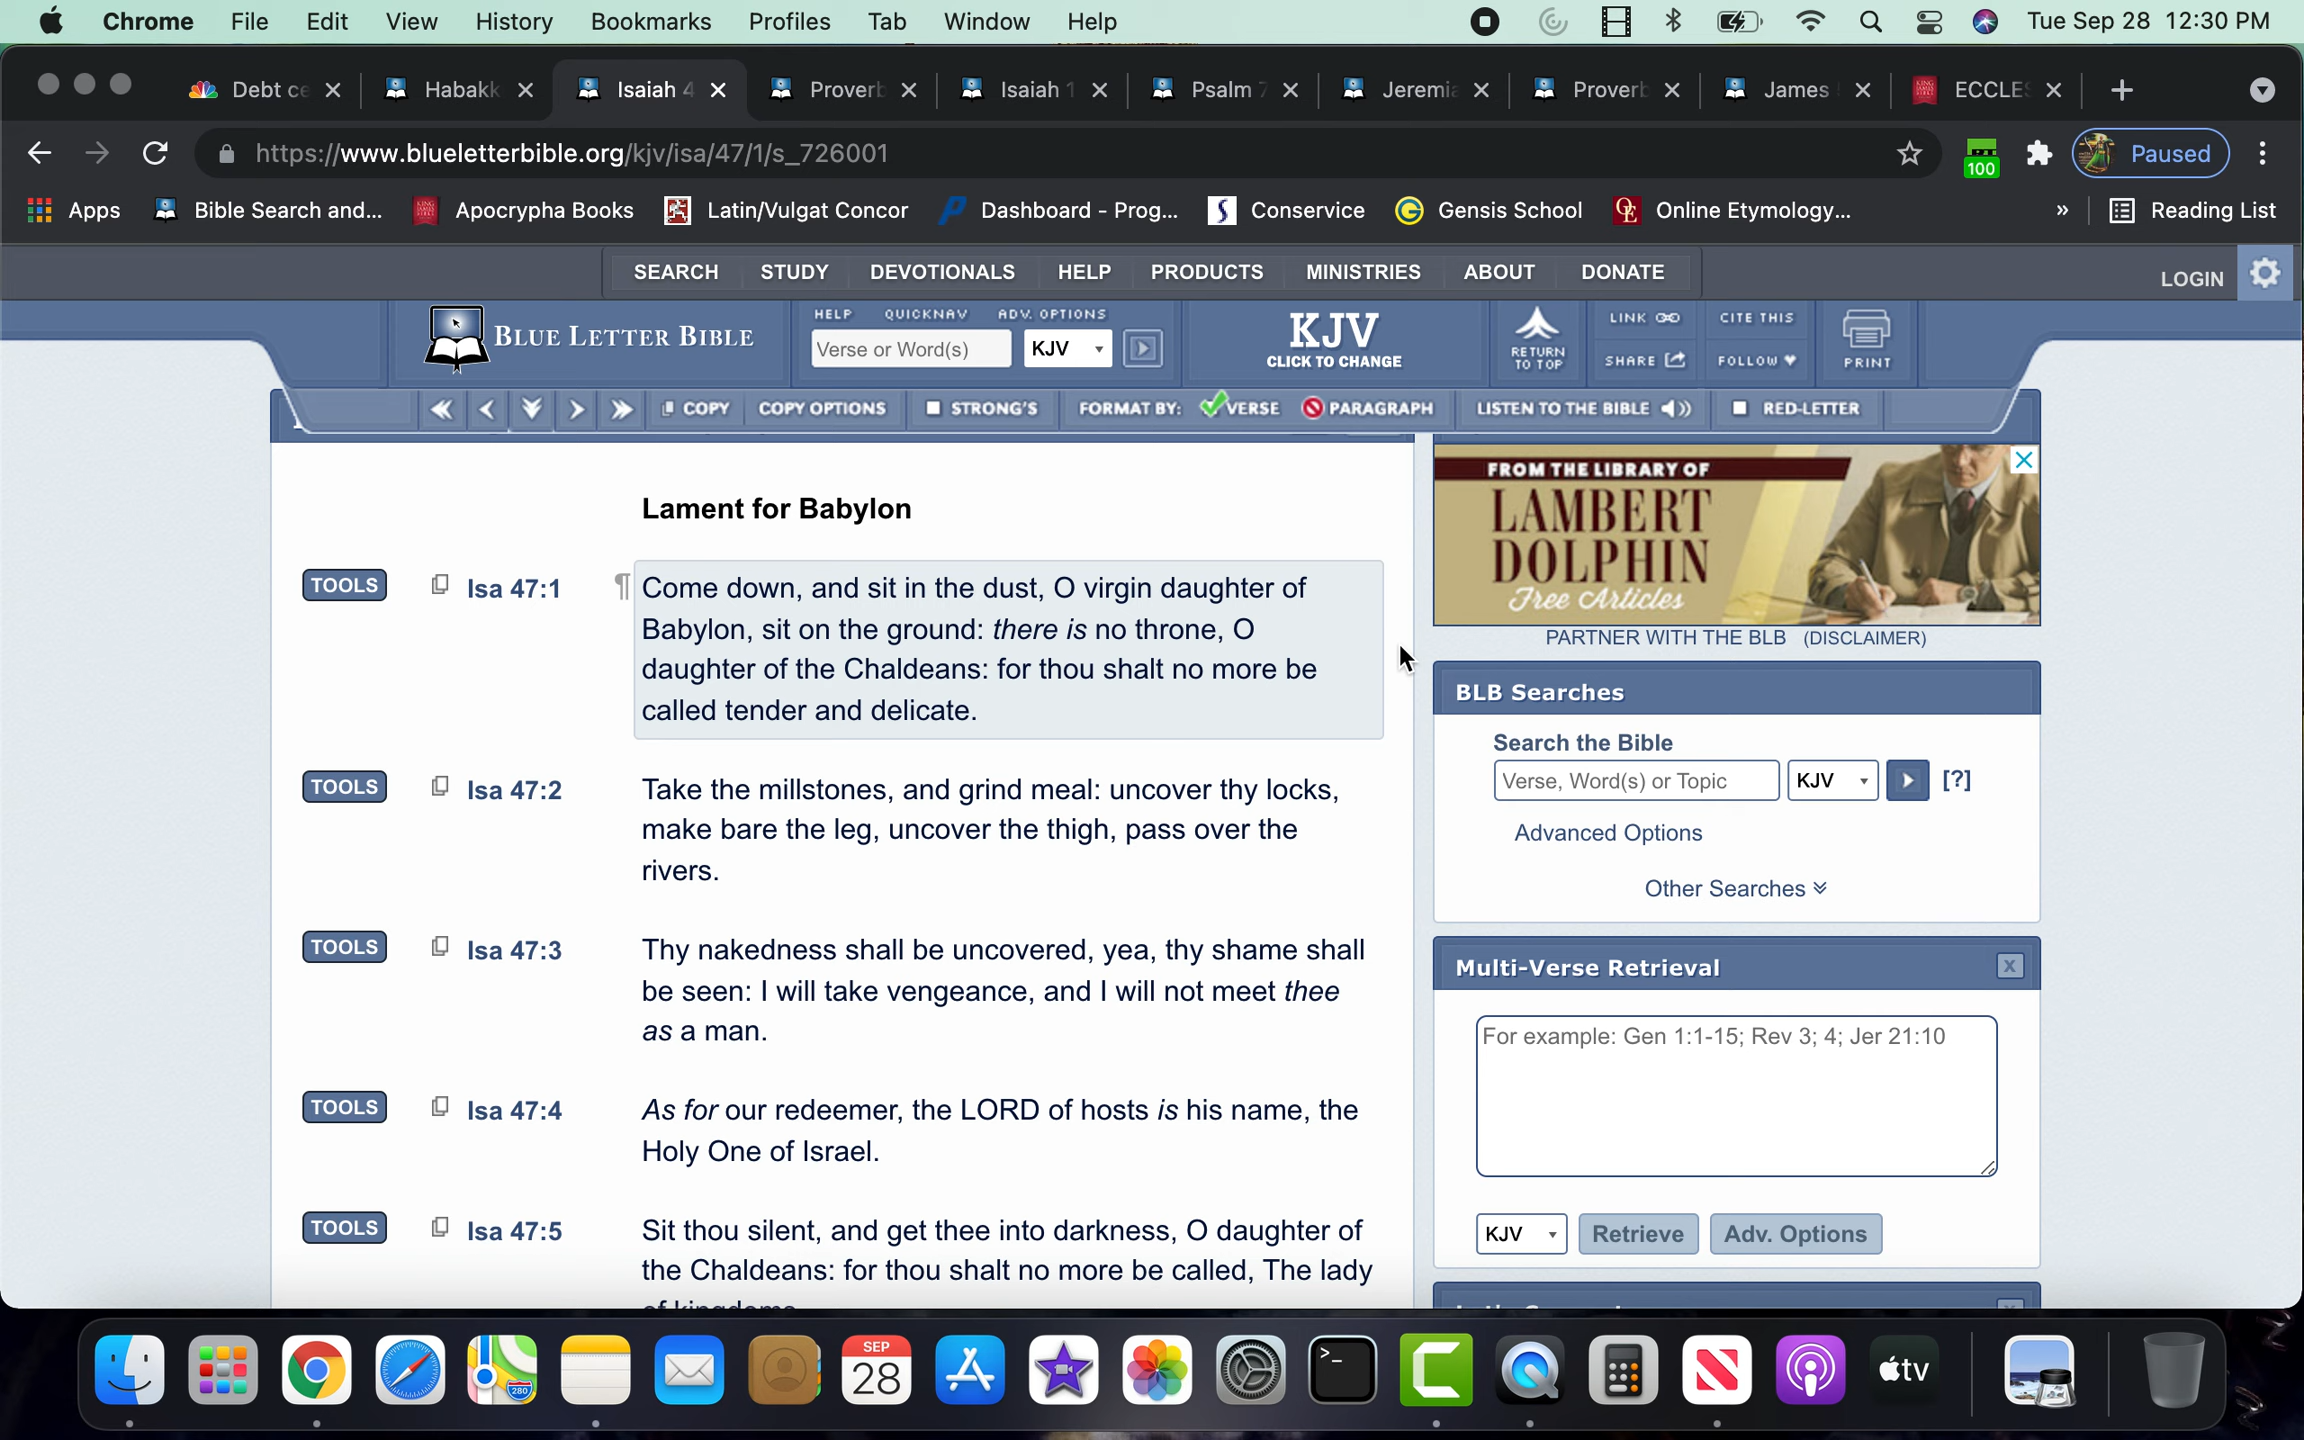 Chrome File Edit View History Bookmarks Profiles Tab Window Help Tue Sep 28 12:30 PM
Debt ce Habakk Isaiah 4 Proverb Isaiah 1 Psalm 7 Jeremia Proverb James ECCLES
https://www.blueletterbible.org/kjv/isa/47/1/s_726001 100 Paused
Apps Bible Search and... Apocrypha Books Latin/Vulgat Concor Dashboard - Prog... Conservice Gensis School Online Etymology... » Reading List
SEARCH STUDY DEVOTIONALS HELP PRODUCTS MINISTRIES ABOUT DONATE LOGIN
BLUE LETTER BIBLE
HELP QUICKNAV ADV. OPTIONS
Verse or Word(s) KJV
KJV
CLICK TO CHANGE
RETURN
TO TOP
LINK CITE THIS
SHARE FOLLOW
PRINT
COPY COPY OPTIONS STRONG'S FORMAT BY: VERSE PARAGRAPH LISTEN TO THE BIBLE RED-LETTER
Lament for Babylon
TOOLS Isa 47:1 ¶ Come down, and sit in the dust, O virgin daughter of
Babylon, sit on the ground: there is no throne, O
daughter of the Chaldeans: for thou shalt no more be
called tender and delicate.
TOOLS Isa 47:2 Take the millstones, and grind meal: uncover thy locks,
make bare the leg, uncover the thigh, pass over the
rivers.
TOOLS Isa 47:3 Thy nakedness shall be uncovered, yea, thy shame shall
be seen: I will take vengeance, and I will not meet thee
as a man.
TOOLS Isa 47:4 As for our redeemer, the LORD of hosts is his name, the
Holy One of Israel.
TOOLS Isa 47:5 Sit thou silent, and get thee into darkness, O daughter of
the Chaldeans: for thou shalt no more be called, The lady
FROM THE LIBRARY OF
LAMBERT
DOLPHIN
Free Articles
PARTNER WITH THE BLB (DISCLAIMER)
BLB Searches
Search the Bible
Verse, Word(s) or Topic KJV [?]
Advanced Options
Other Searches
Multi-Verse Retrieval x
For example: Gen 1:1-15; Rev 3; 4; Jer 21:10
KJV Retrieve Adv. Options
280
SEP
28
>_
tv